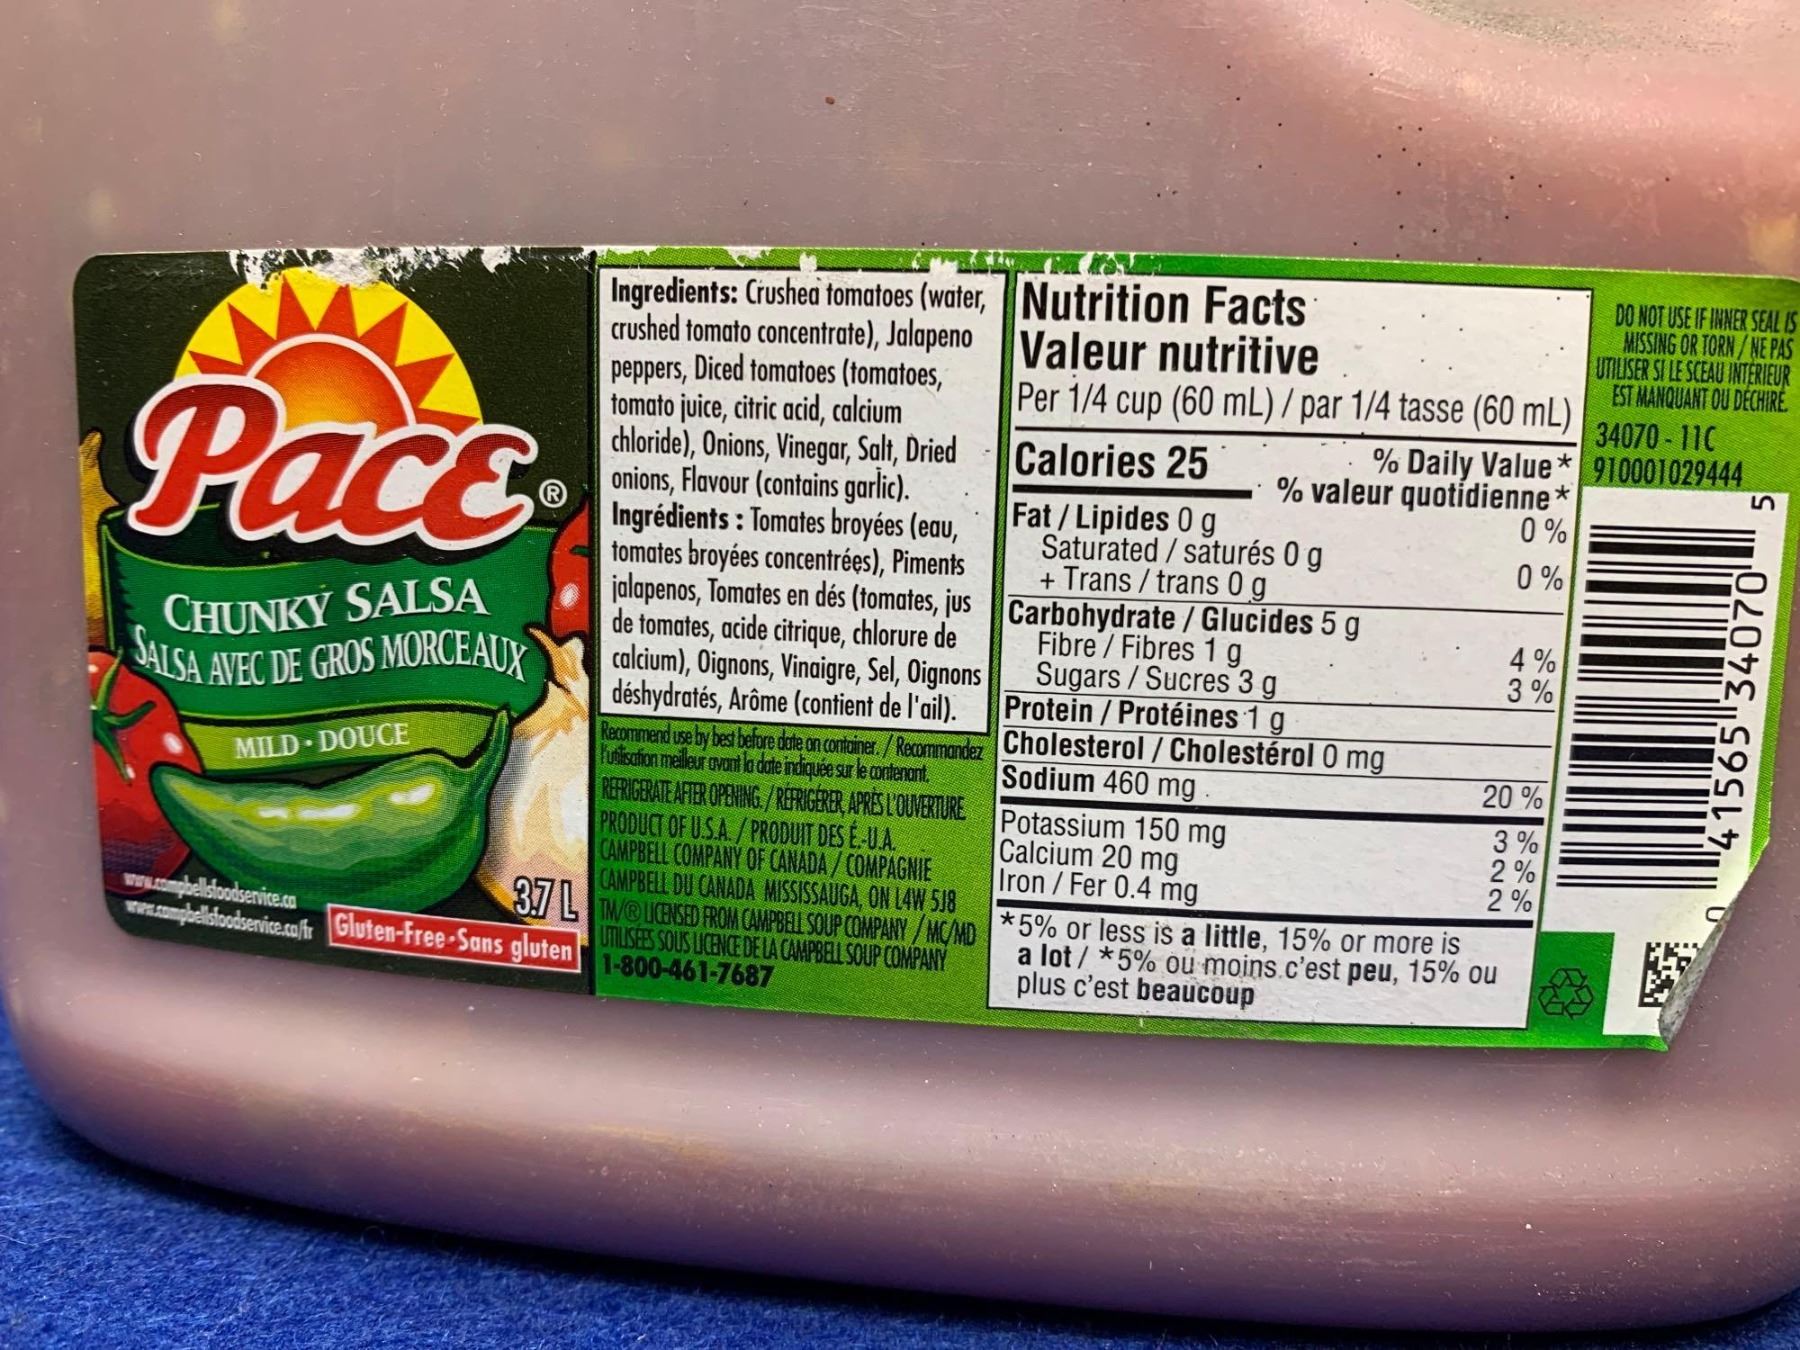 Pace®
CHUNKY SALSA
SALSA AVEC DE GROS MORCEAUX
MILD • DOUCE
www.campbellsfoodservice.ca
www.campbellsfoodservice.ca/fr
3.7 L
Gluten-Free • Sans gluten
Ingredients: Crushed tomatoes (water,
crushed tomato concentrate), Jalapeno
peppers, Diced tomatoes (tomatoes,
tomato juice, citric acid, calcium
chloride), Onions, Vinegar, Salt, Dried
onions, Flavour (contains garlic).
Ingrédients : Tomates broyées (eau,
tomates broyées concentrées), Piments
jalapenos, Tomates en dés (tomates, jus
de tomates, acide citrique, chlorure de
calcium), Oignons, Vinaigre, Sel, Oignons
déshydratés, Arôme (contient de l'ail).
Recommend use by best before date on container. / Recommandez
l'utilisation meilleur avant la date indiquée sur le contenant.
REFRIGERATE AFTER OPENING. / RÉFRIGÉRER APRÈS L'OUVERTURE.
PRODUCT OF U.S.A. / PRODUIT DES É.-U.A.
CAMPBELL COMPANY OF CANADA / COMPAGNIE
CAMPBELL DU CANADA MISSISSAUGA, ON L4W 5J8
TM/® LICENSED FROM CAMPBELL SOUP COMPANY / MC/MD
UTILISÉES SOUS LICENCE DE LA CAMPBELL SOUP COMPANY
1-800-461-7687
Nutrition Facts
Valeur nutritive
Per 1/4 cup (60 mL) / par 1/4 tasse (60 mL)
Calories 25 % Daily Value*
% valeur quotidienne*
Fat / Lipides 0 g 0 %
Saturated / saturés 0 g
+ Trans / trans 0 g 0 %
Carbohydrate / Glucides 5 g
Fibre / Fibres 1 g 4 %
Sugars / Sucres 3 g 3 %
Protein / Protéines 1 g
Cholesterol / Cholestérol 0 mg
Sodium 460 mg 20 %
Potassium 150 mg 3 %
Calcium 20 mg 2 %
Iron / Fer 0.4 mg 2 %
*5% or less is a little, 15% or more is
a lot / *5% ou moins c'est peu, 15% ou
plus c'est beaucoup
DO NOT USE IF INNER SEAL IS
MISSING OR TORN / NE PAS
UTILISER SI LE SCEAU INTÉRIEUR
EST MANQUANT OU DÉCHIRÉ.
34070 - 11C
910001029444
0 41565 34070 5